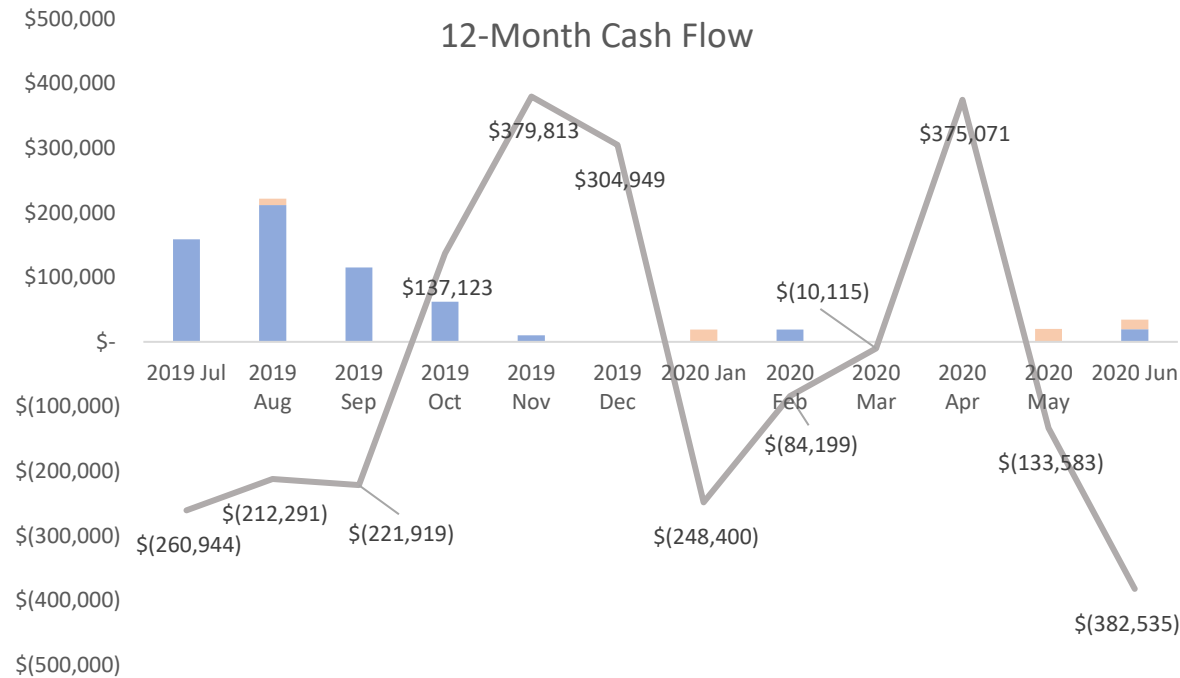 12-Month Cash Flow
$500,000
$400,000
$300,000
$200,000
$100,000
$-
$(100,000)
$(200,000)
$(300,000)
$(400,000)
$(500,000)
$379,813
$375,071
$304,949
$137,123
$(10,115)
2019 Jul
2019
Aug
2019
Sep
2019
Oct
2019
Nov
2019
Dec
2020 Jan
2020
Feb
2020
Mar
2020
Apr
2020
May
2020 Jun
$(84,199)
$(133,583)
$(212,291)
$(221,919)
$(260,944)
$(248,400)
$(382,535)